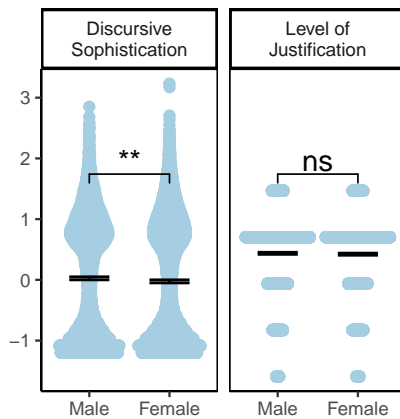 Discursive
Sophistication
Level of
Justification
3
2
1
0
−1
**
ns
Male
Female
Male
Female